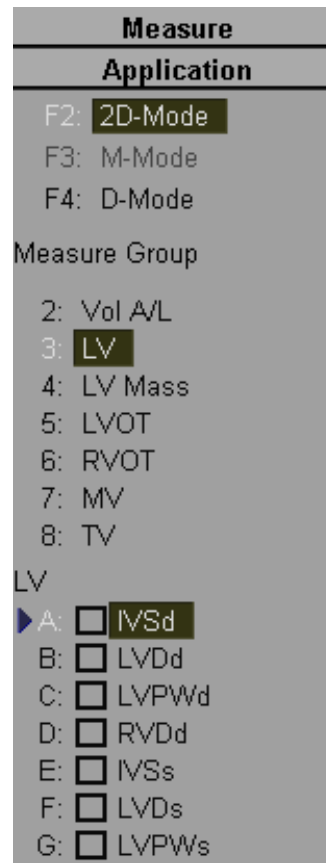 Measure
Application
F2: 2D-Mode
F3: M-Mode
F4: D-Mode
Measure Group
2: Vol A/L
3: LV
4: LV Mass
5: LVOT
6: RVOT
7: MV
8: TV
LV
A: IVSd
B: LVDd
C: LVPWd
D: RVDd
E: IVSs
F: LVDs
G: LVPWs